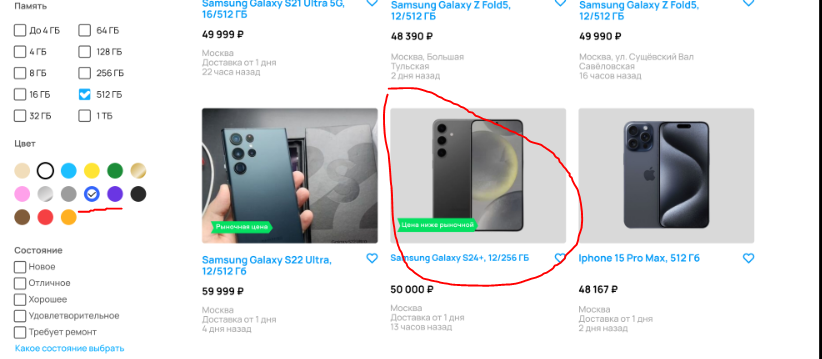 Память
До 4 ГБ
64 ГБ
4 ГБ
128 ГБ
8 ГБ
256 ГБ
16 ГБ
512 ГБ
32 ГБ
1 ТБ
Цвет
Состояние
Новое
Отличное
Хорошее
Удовлетворительное
Требует ремонт
Какое состояние выбрать
Samsung Galaxy S21 Ultra 5G,
16/512 ГБ
49 999 ₽
Москва
Доставка от 1 дня
22 часа назад
Samsung Galaxy Z Fold5,
12/512 ГБ
48 390 ₽
Москва, Большая
Тульская
2 дня назад
Samsung Galaxy Z Fold5,
12/512 ГБ
49 990 ₽
Москва, ул. Сущёвский Вал
Савёловская
16 часов назад
Рыночная цена
Samsung Galaxy S22 Ultra,
12/512 Гб
59 999 ₽
Москва
Доставка от 1 дня
4 дня назад
Цена ниже рыночной
Samsung Galaxy S24+, 12/256 ГБ
50 000 ₽
Москва
Доставка от 1 дня
13 часов назад
Iphone 15 Pro Max, 512 Гб
48 167 ₽
Москва
Доставка от 1 дня
2 дня назад